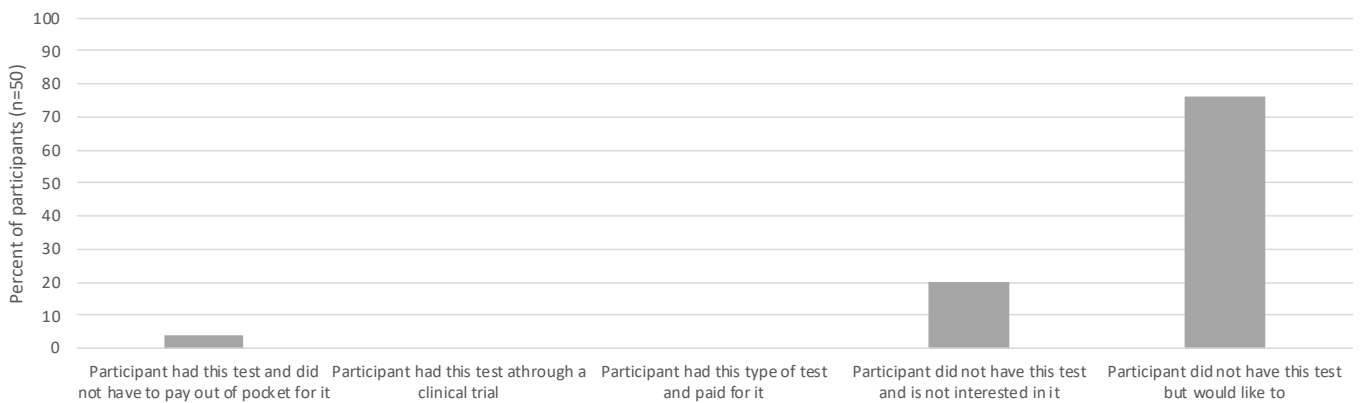 100
90
80
70
60
50
40
30
20
10
0
Percent of participants (n=50)
Participant had this test and did
not have to pay out of pocket for it
Participant had this test athrough a
clinical trial
Participant had this type of test
and paid for it
Participant did not have this test
and is not interested in it
Participant did not have this test
but would like to